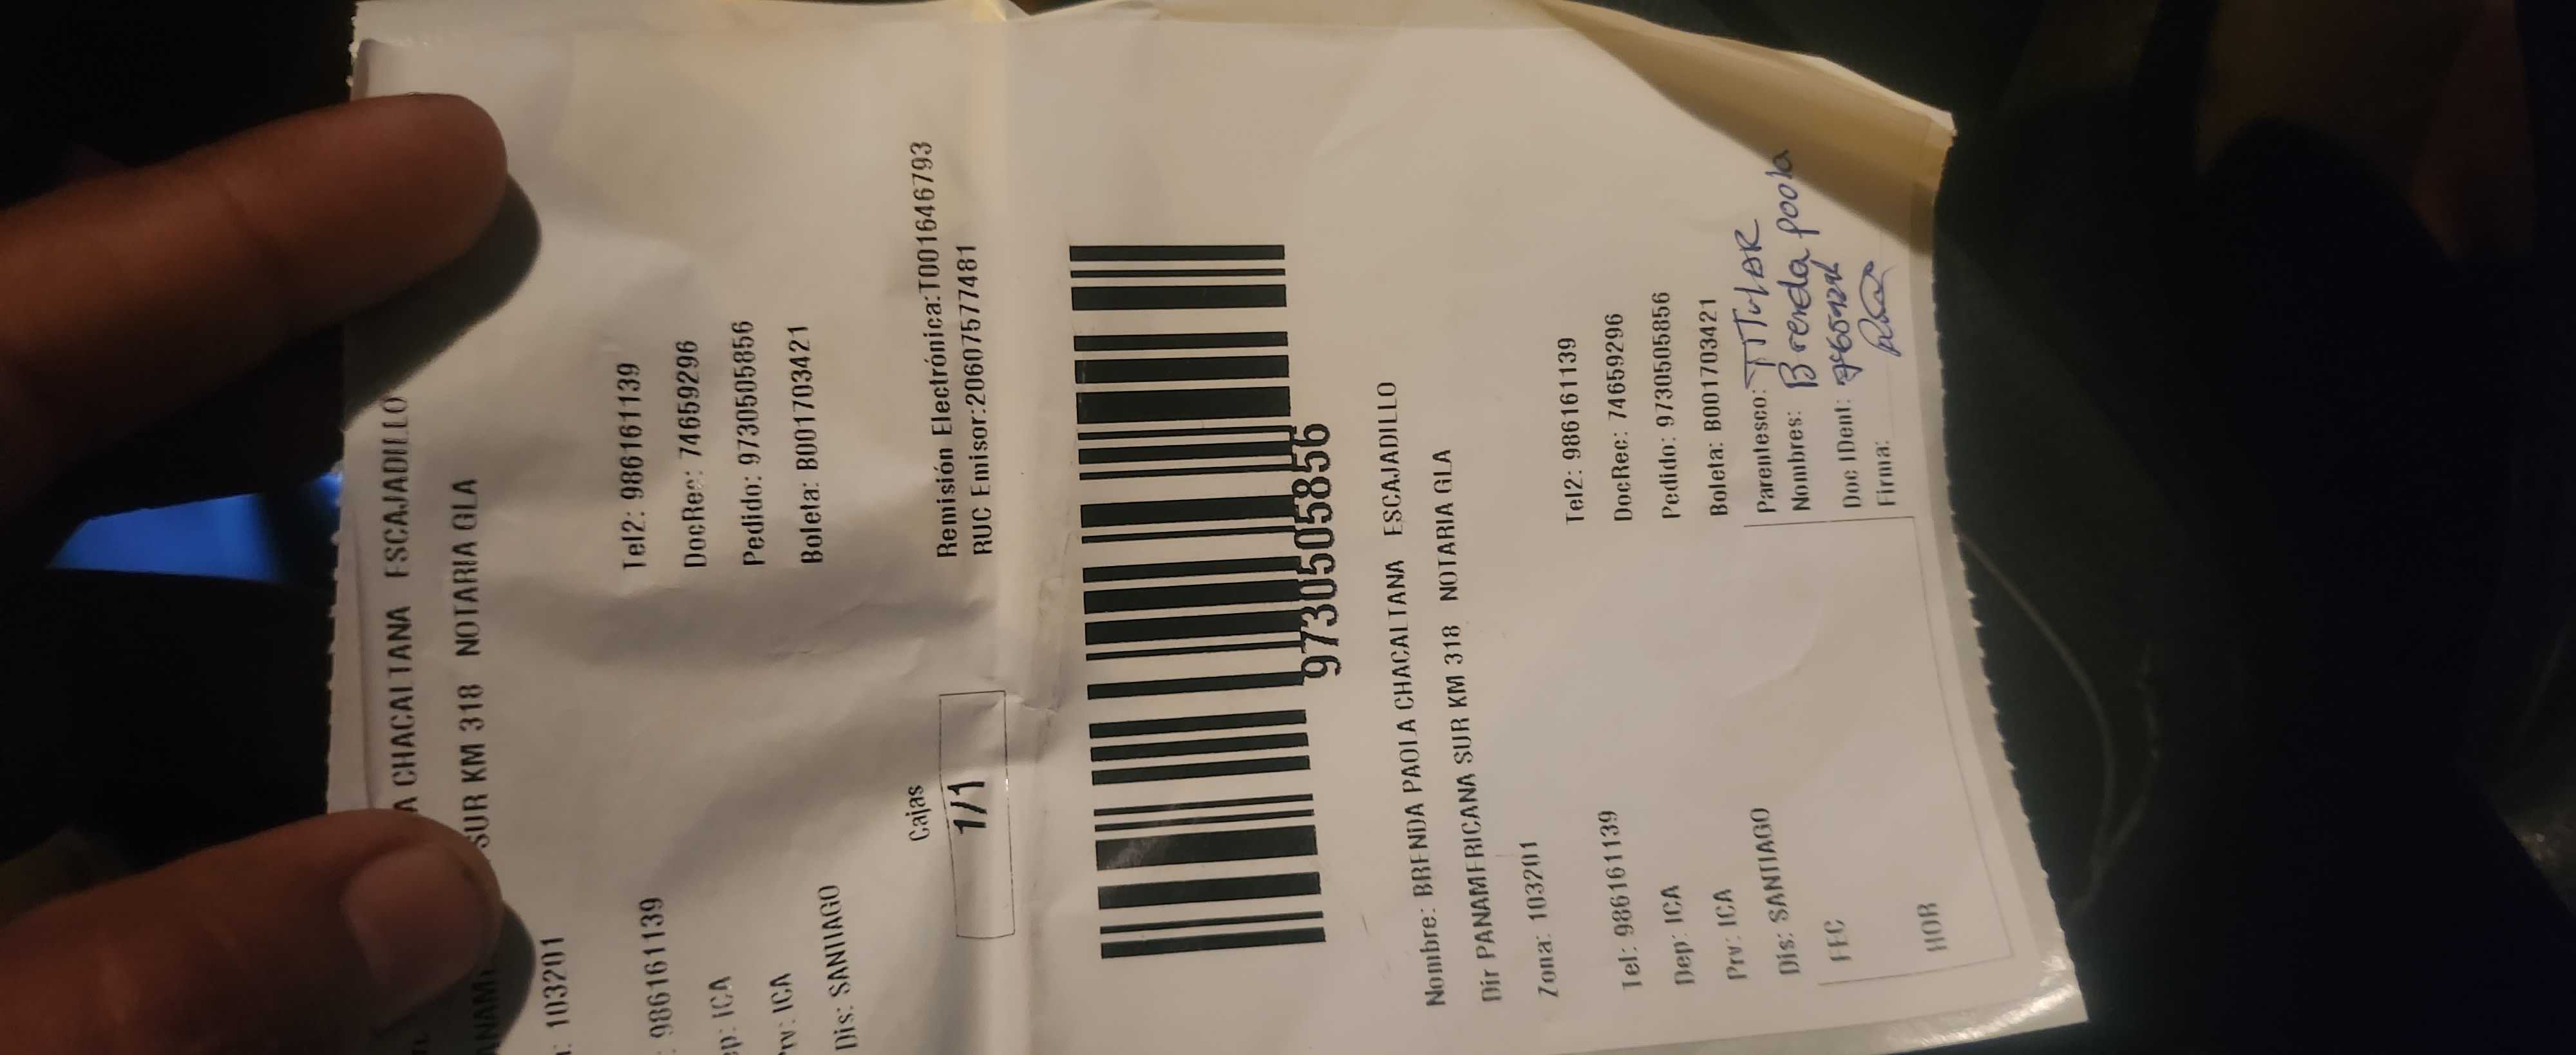 A CHACALTANA ESCAJADILLO
SUR KM 318 NOTARIA GLA
: 103201
: 986161139 Tel2: 986161139
DocRec: 74659296
ep: ICA Pedido: 9730505856
rv: ICA Boleta: B001703421
Dis: SANTIAGO
Cajas Remisión Electrónica:T001646793
1/1 RUC Emisor:20607577481
9730505856
Nombre: BRENDA PAOLA CHACALTANA ESCAJADILLO
Dir PANAMERICANA SUR KM 318 NOTARIA GLA
Zona: 103201
Tel: 986161139 Tel2: 986161139
Dep: ICA DocRec: 74659296
Prv: ICA Pedido: 9730505856
Dis: SANTIAGO Boleta: B001703421
FEC Parentesco: TITULAR
Nombres: Brenda paola
HOR Doc IDent:
Firma: